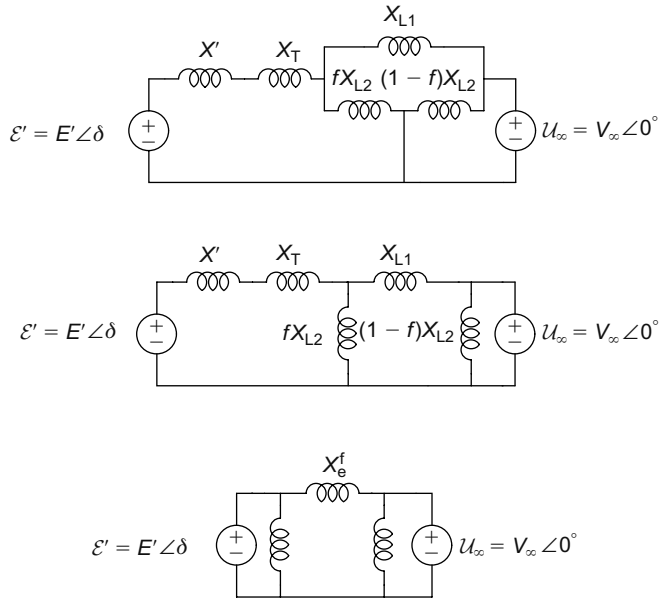 X_L1
X′ X_T
fX_L2 (1 − f)X_L2
ℰ′ = E′∠δ
+
−
+
−
𝒰_∞ = V_∞∠0°
X′ X_T X_L1
ℰ′ = E′∠δ
+
−
fX_L2 (1 − f)X_L2
+
−
𝒰_∞ = V_∞∠0°
X_e^f
ℰ′ = E′∠δ
+
−
+
−
𝒰_∞ = V_∞∠0°